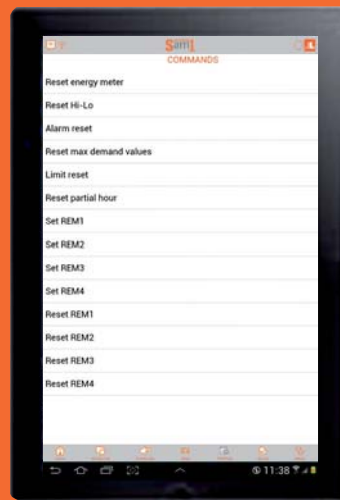 Sam1
COMMANDS
Reset energy meter
Reset Hi-Lo
Alarm reset
Reset max demand values
Limit reset
Reset partial hour
Set REM1
Set REM2
Set REM3
Set REM4
Reset REM1
Reset REM2
Reset REM3
Reset REM4
11:38